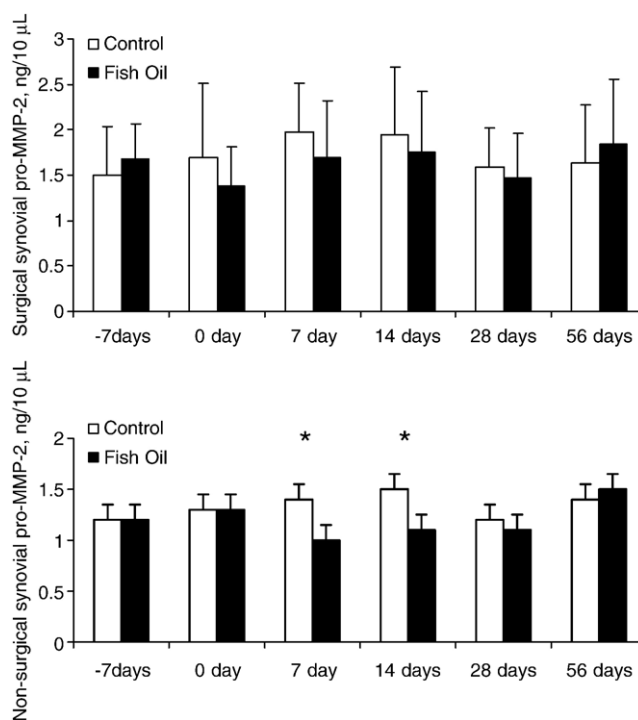 Surgical synovial pro-MMP-2, ng/10 μL
3
2.5
2
1.5
1
0.5
0
Control
Fish Oil
-7days 0 day 7 day 14 days 28 days 56 days
Non-surgical synovial pro-MMP-2, ng/10 μL
2
1.5
1
0.5
0
Control
Fish Oil
* *
-7days 0 day 7 day 14 days 28 days 56 days